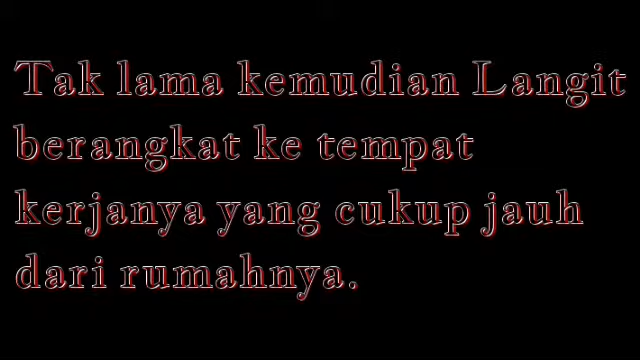 Tak lama kemudian Langit
berangkat ke tempat
kerjanya yang cukup jauh
dari rumahnya.